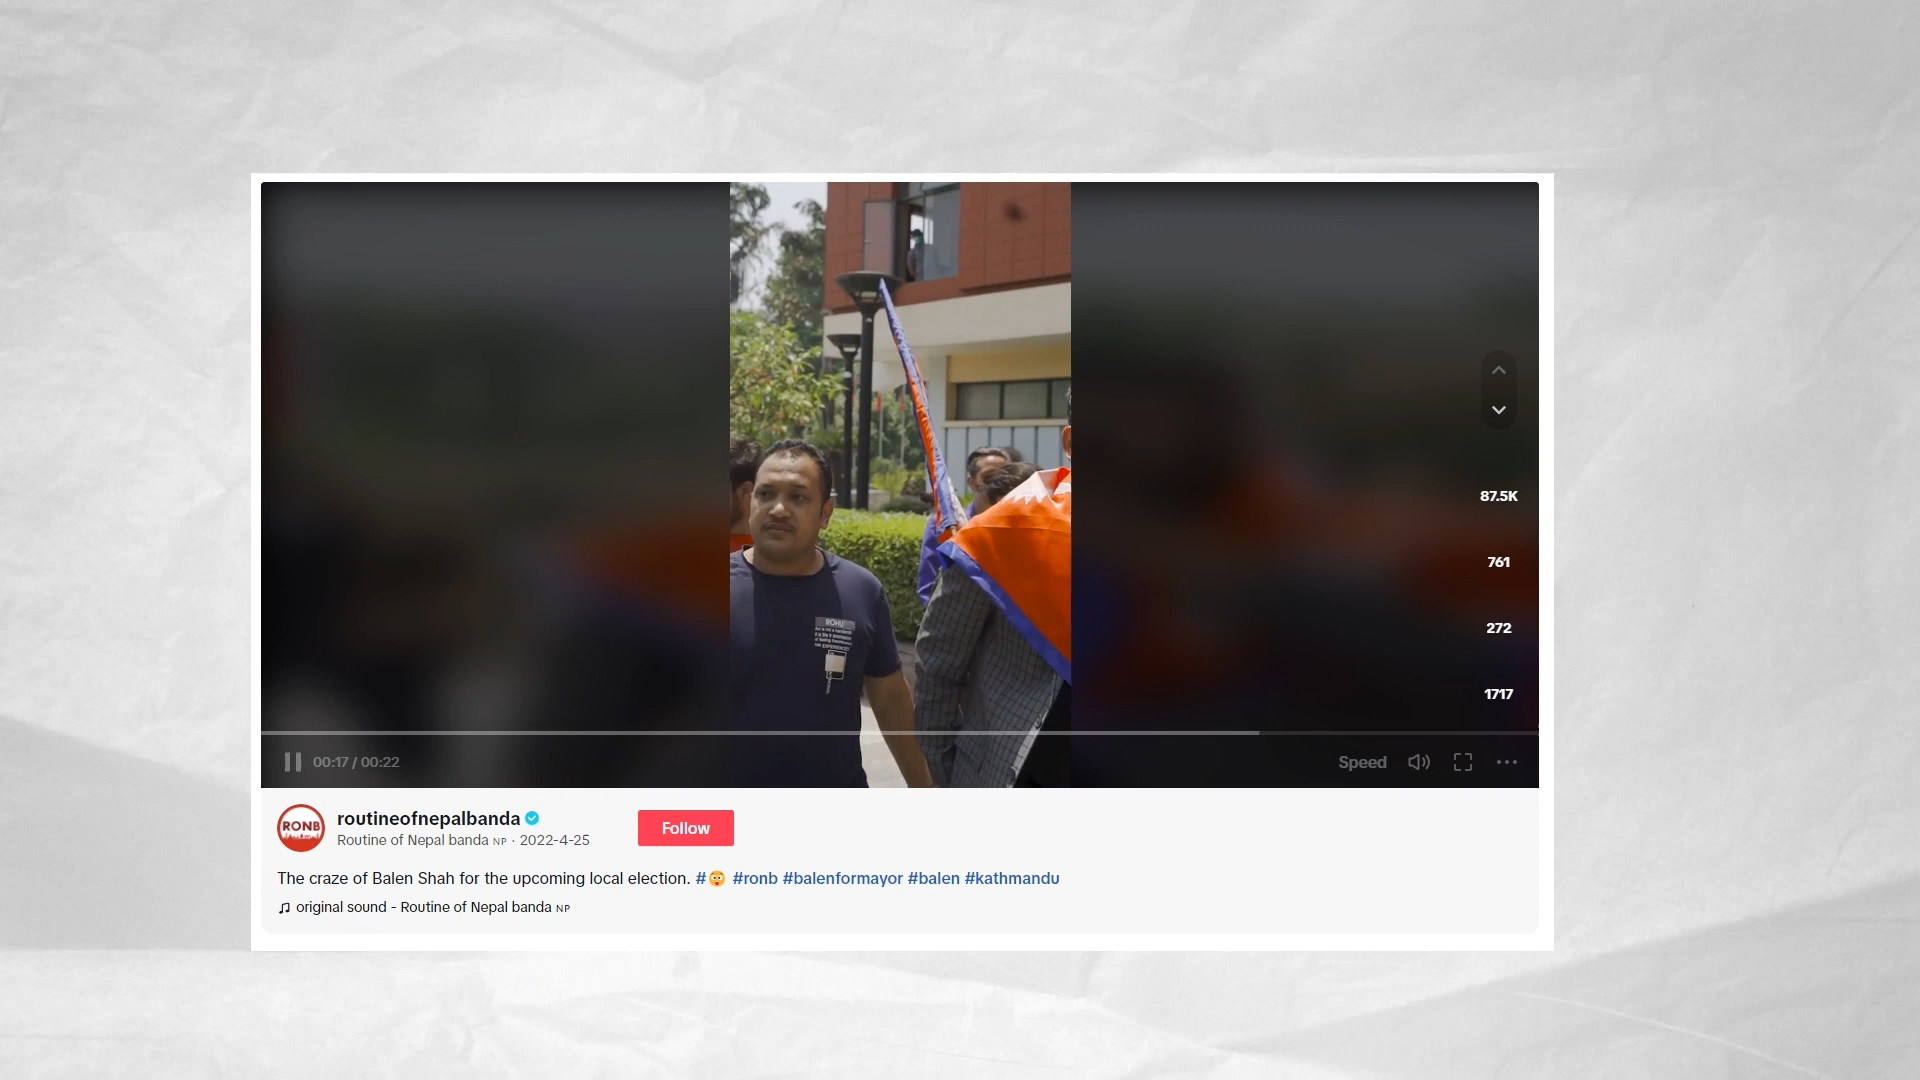 ROHU
87.5K
761
272
1717
00:17 / 00:22
Speed
RONB
routineofnepalbanda
Routine of Nepal banda NP · 2022-4-25
Follow
The craze of Balen Shah for the upcoming local election. #😳 #ronb #balenformayor #balen #kathmandu
original sound - Routine of Nepal banda NP